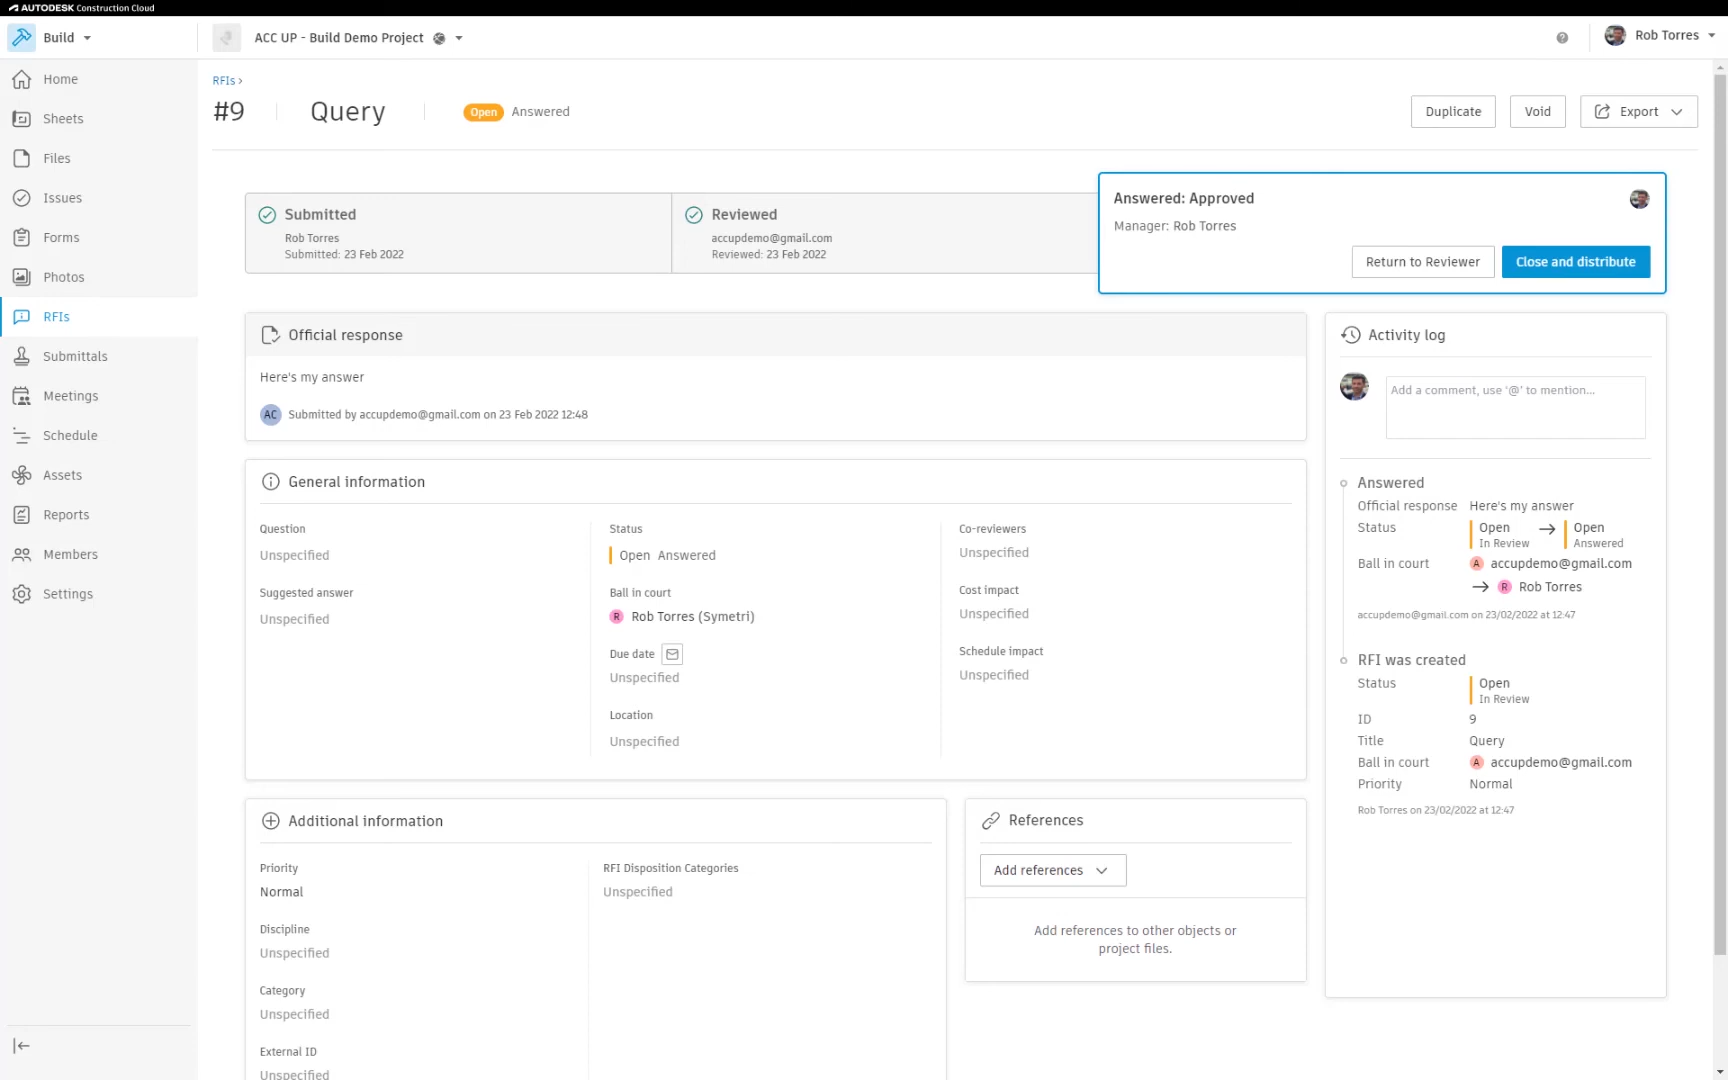 AUTODESK Construction Cloud
Build
ACC UP - Build Demo Project
Rob Torres
Home
Sheets
Files
Issues
Forms
Photos
RFIs
Submittals
Meetings
Schedule
Assets
Reports
Members
Settings
RFIs ›
#9
Query
Open
Answered
Duplicate
Void
Export
Submitted
Rob Torres
Submitted: 23 Feb 2022
Reviewed
accupdemo@gmail.com
Reviewed: 23 Feb 2022
Answered: Approved
Manager: Rob Torres
Return to Reviewer
Close and distribute
Official response
Here's my answer
AC
Submitted by accupdemo@gmail.com on 23 Feb 2022 12:48
General information
Question
Unspecified
Suggested answer
Unspecified
Status
Open Answered
Ball in court
R Rob Torres (Symetri)
Due date
Unspecified
Location
Unspecified
Co-reviewers
Unspecified
Cost impact
Unspecified
Schedule impact
Unspecified
Additional information
Priority
Normal
Discipline
Unspecified
Category
Unspecified
External ID
Unspecified
RFI Disposition Categories
Unspecified
References
Add references
Add references to other objects or
project files.
Activity log
Add a comment, use '@' to mention...
Answered
Official response Here's my answer
Status Open → Open
In Review Answered
Ball in court A accupdemo@gmail.com
→ R Rob Torres
accupdemo@gmail.com on 23/02/2022 at 12:47
RFI was created
Status Open
In Review
ID 9
Title Query
Ball in court A accupdemo@gmail.com
Priority Normal
Rob Torres on 23/02/2022 at 12:47